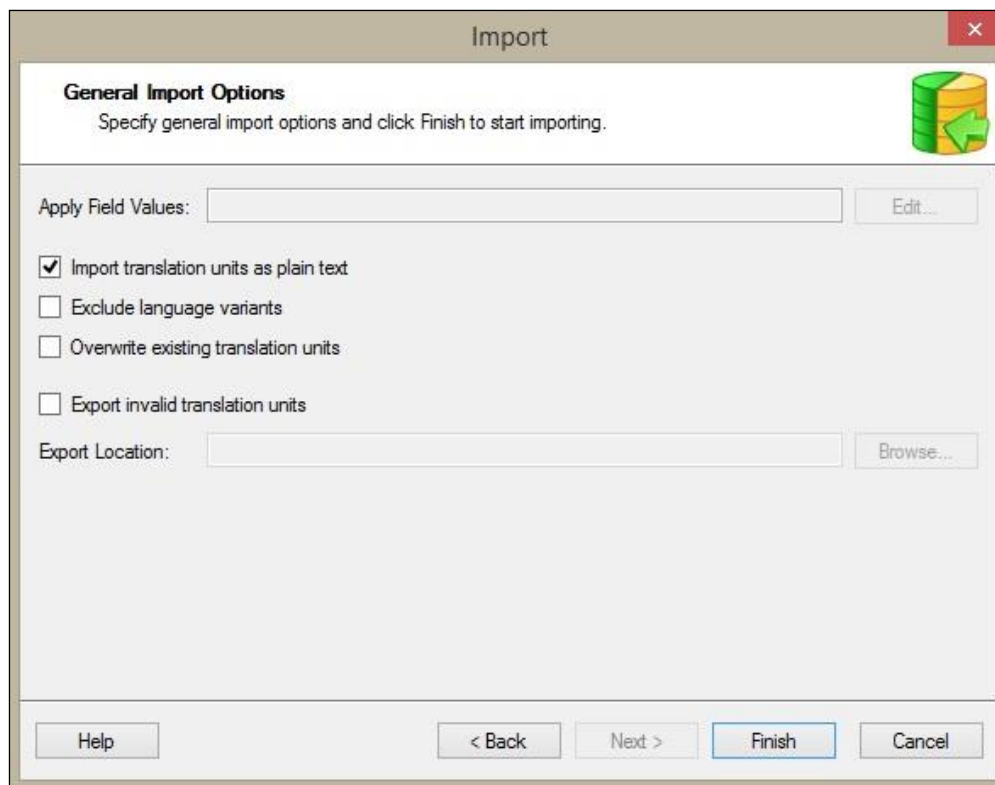 Import
General Import Options
Specify general import options and click Finish to start importing.
Apply Field Values: Edit...
Import translation units as plain text
Exclude language variants
Overwrite existing translation units
Export invalid translation units
Export Location: Browse...
Help < Back Next > Finish Cancel